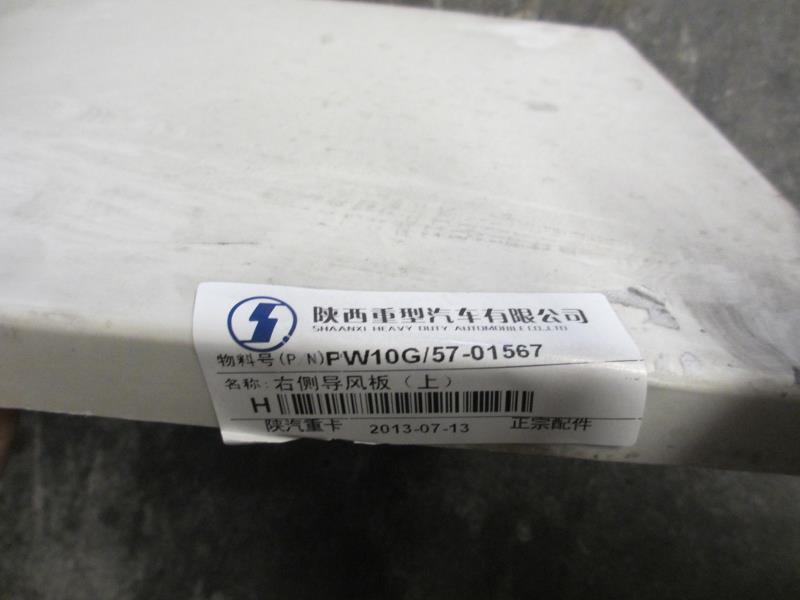 陕西重型汽车有限公司
SHAANXI HEAVY DUTY AUTOMOBILE CO.,LTD
物料号(P/N)PW10G/57-01567
名称:右侧导风板(上)
H
陕汽重卡 2013-07-13 正宗配件